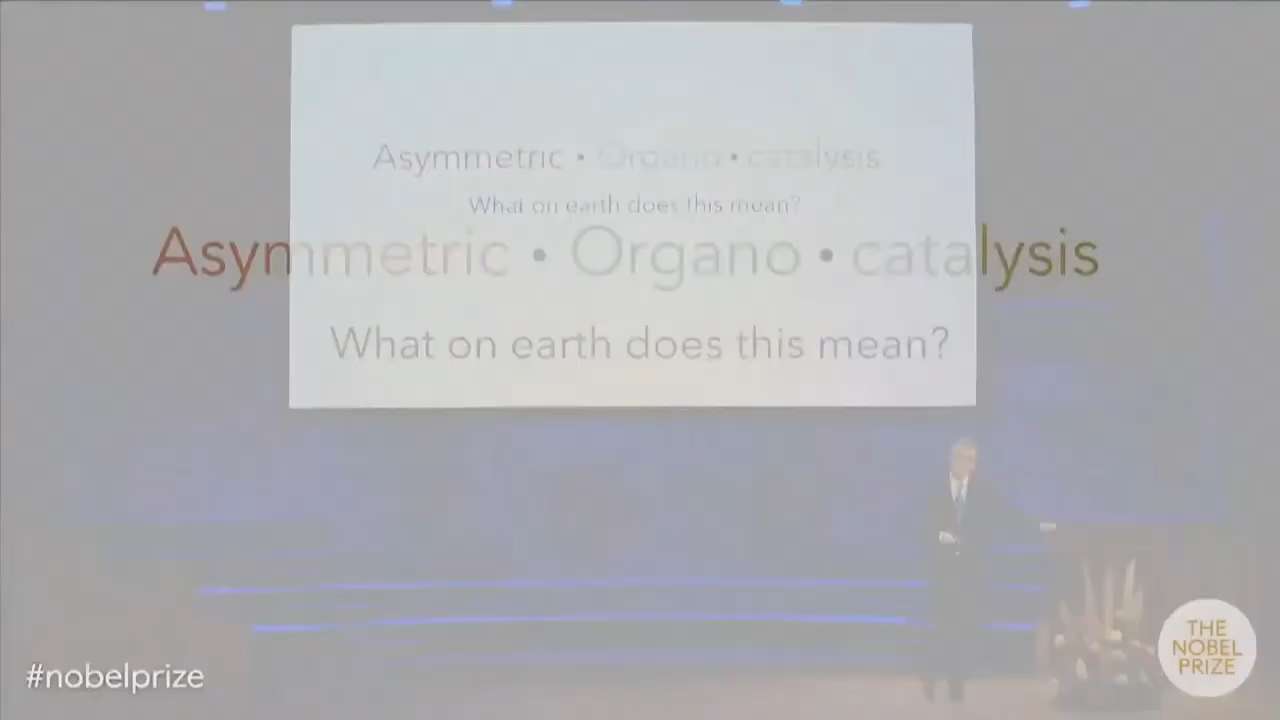 Asymmetric • Organo • catalysis
What on earth does this mean?
Asymmetric • Organo • catalysis
What on earth does this mean?
#nobelprize
THE
NOBEL
PRIZE